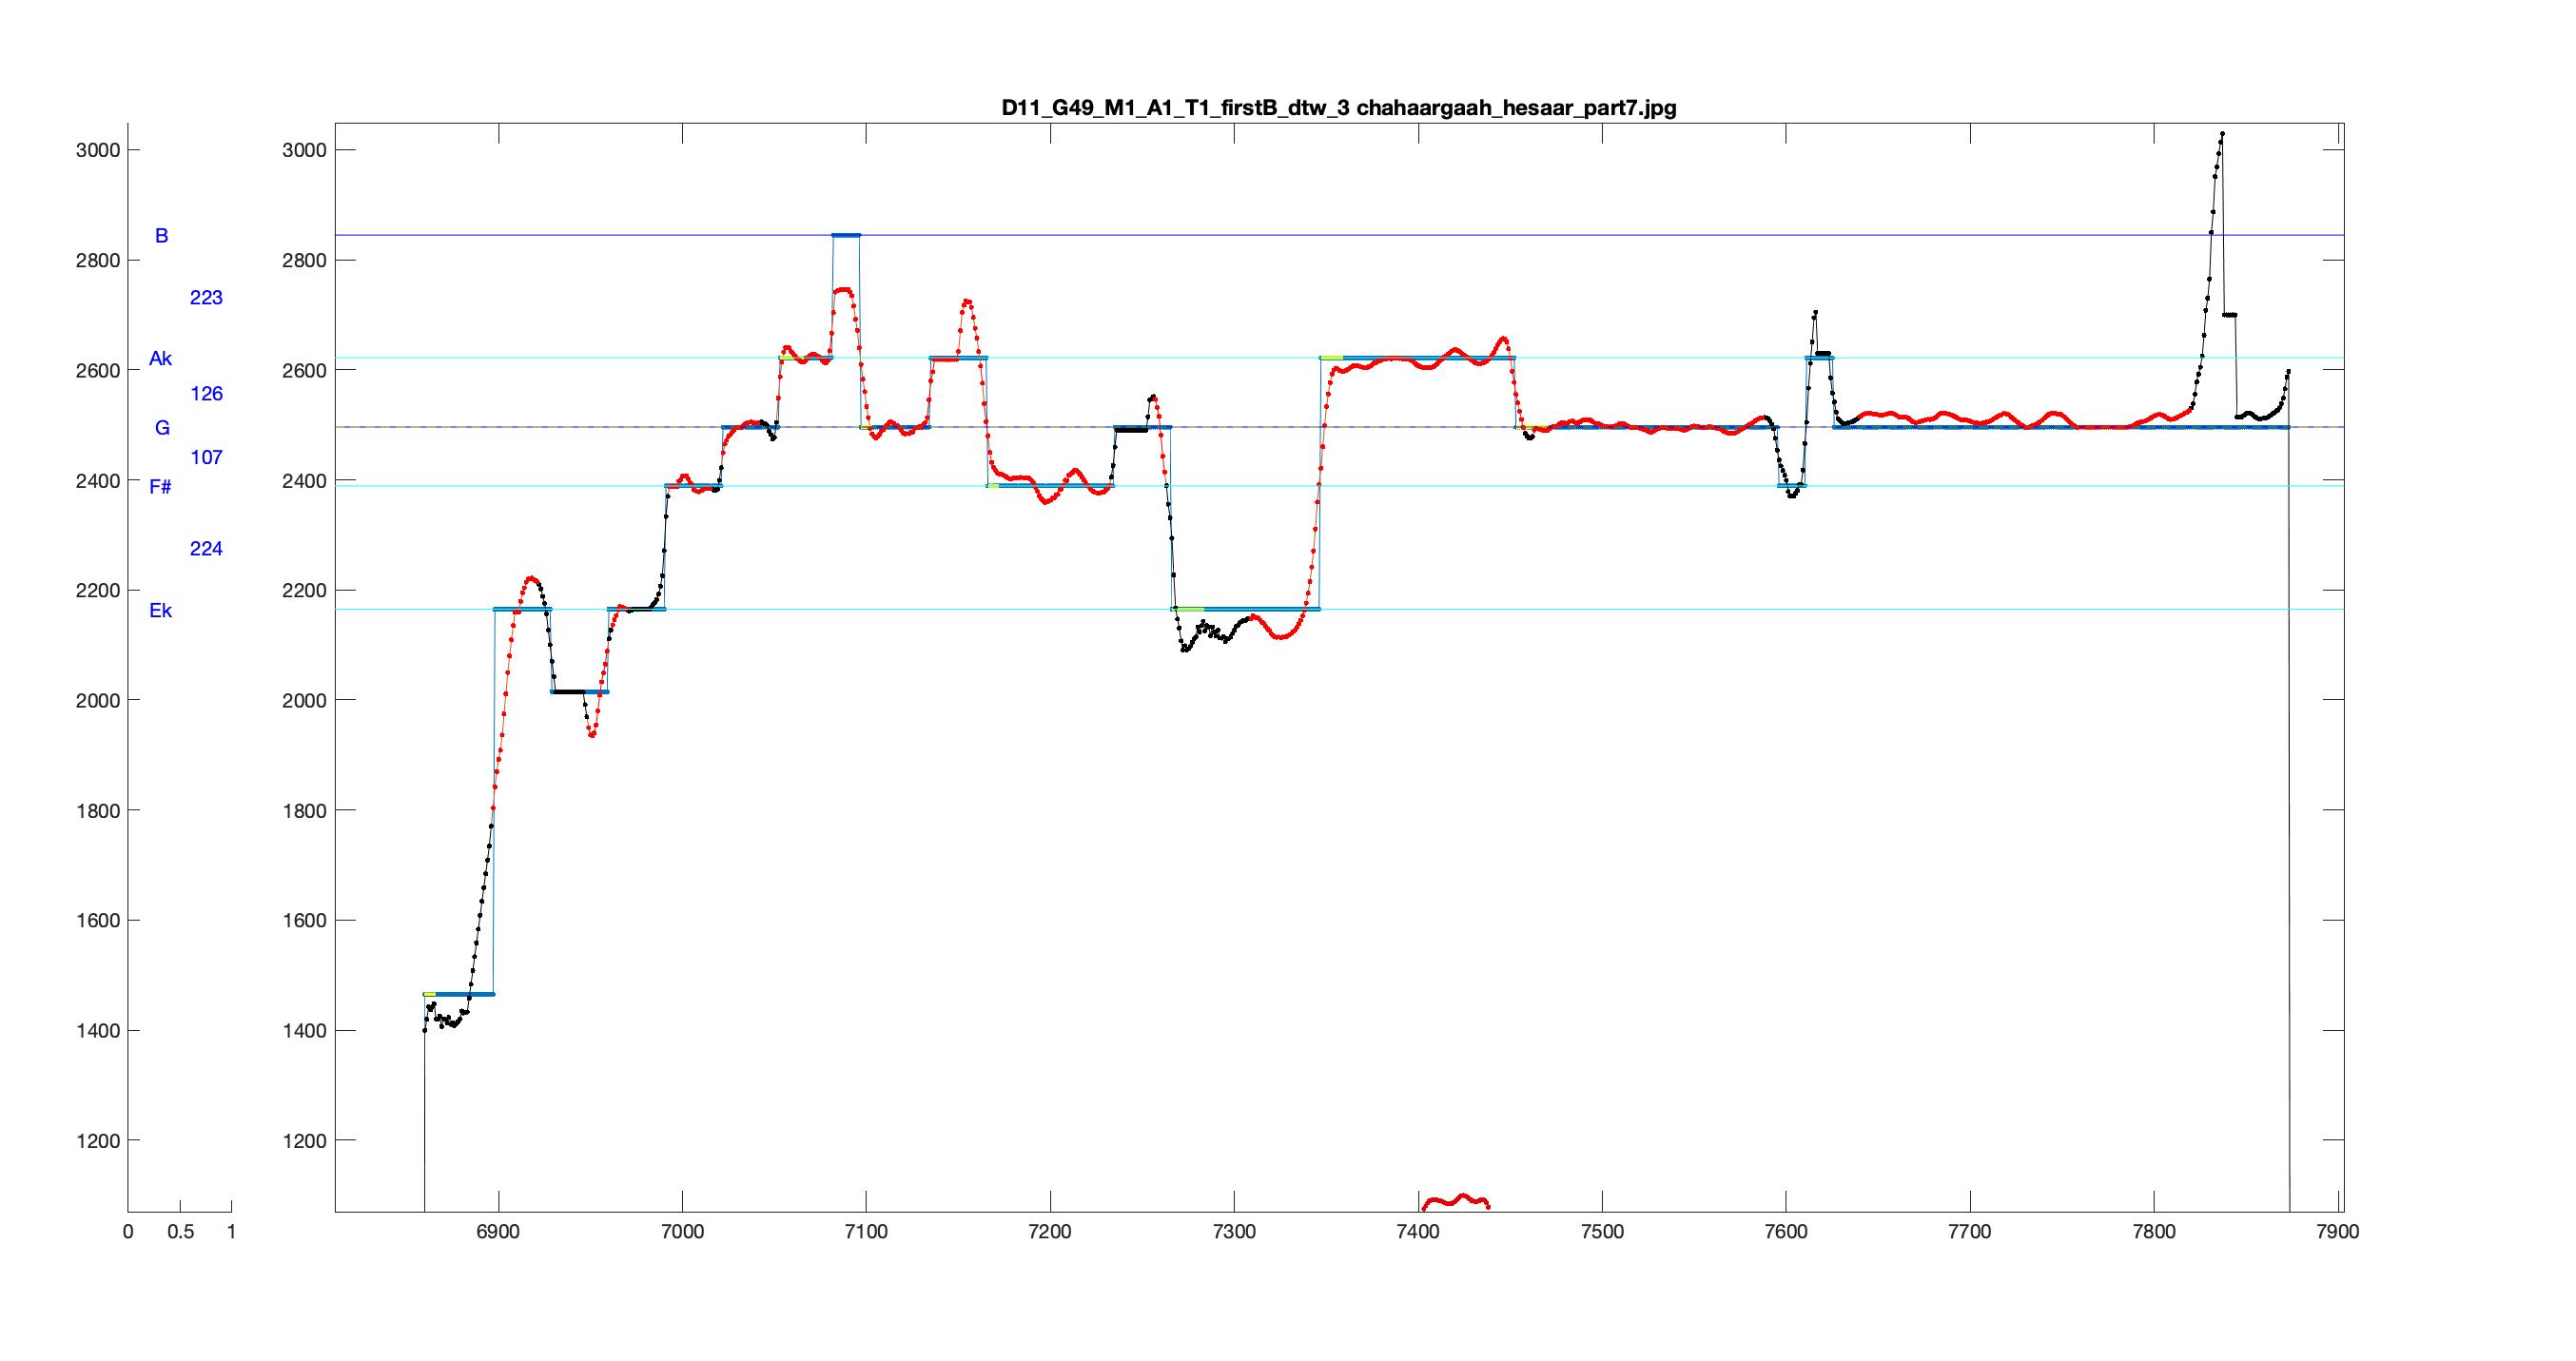 D11_G49_M1_A1_T1_firstB_dtw_3 chahaargaah_hesaar_part7.jpg
3000 3000
B
2800 2800
223
Ak
2600 2600
126
G
107
2400 2400
F#
224
2200 2200
Ek
2000 2000
1800 1800
1600 1600
1400 1400
1200 1200
0 0.5 1 6900 7000 7100 7200 7300 7400 7500 7600 7700 7800 7900